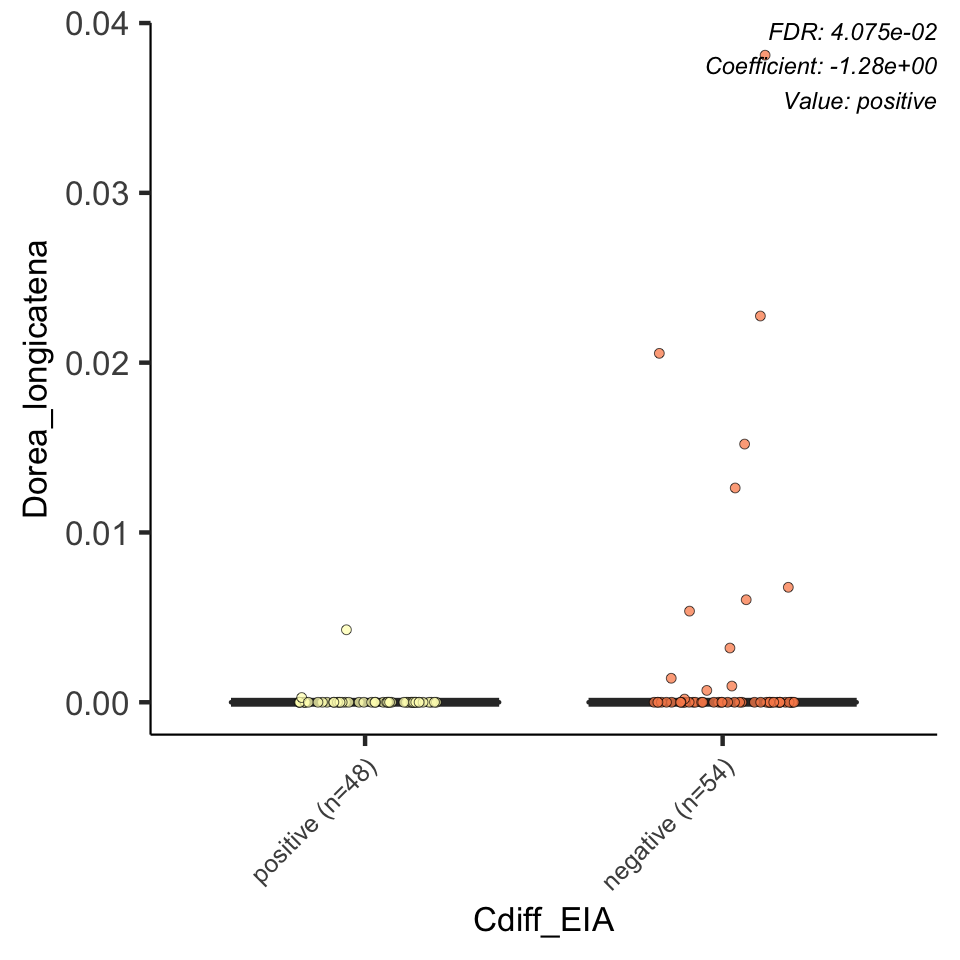 FDR: 4.075e-02
Coefficient: -1.28e+00
Value: positive
0.04
0.03
0.02
0.01
0.00
Dorea_longicatena
positive (n=48)
negative (n=54)
Cdiff_EIA